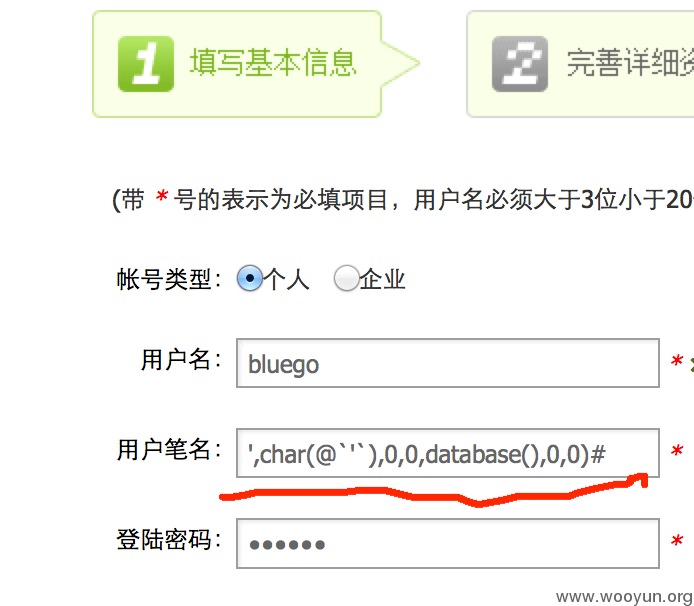 1 填写基本信息
2 完善详细资
(带 * 号的表示为必填项目，用户名必须大于3位小于20
帐号类型： 个人 企业
用户名： bluego *
用户笔名： ',char(@`'`),0,0,database(),0,0)# *
登陆密码： •••••• *
www.wooyun.org